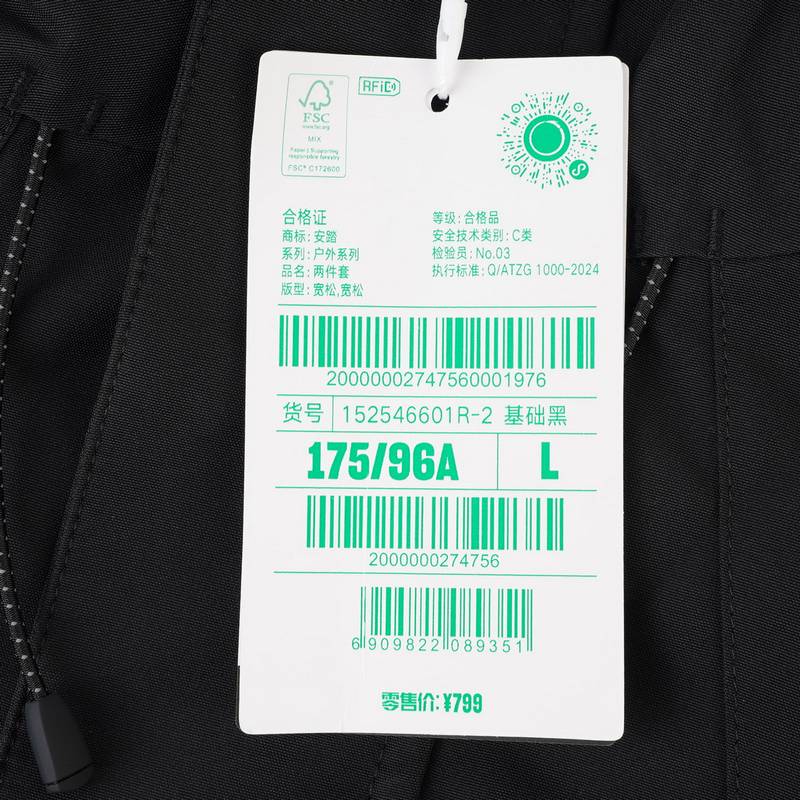 FSC
www.fsc.org
MIX
Paper | Supporting
responsible forestry
FSC® C172600
RFiD
合格证
商标: 安踏
系列: 户外系列
品名: 两件套
版型: 宽松,宽松
等级: 合格品
安全技术类别: C类
检验员: No.03
执行标准: Q/ATZG 1000-2024
20000002747560001976
货号 152546601R-2 基础黑
175/96A L
2000000274756
6 909822 089351
零售价: ¥799